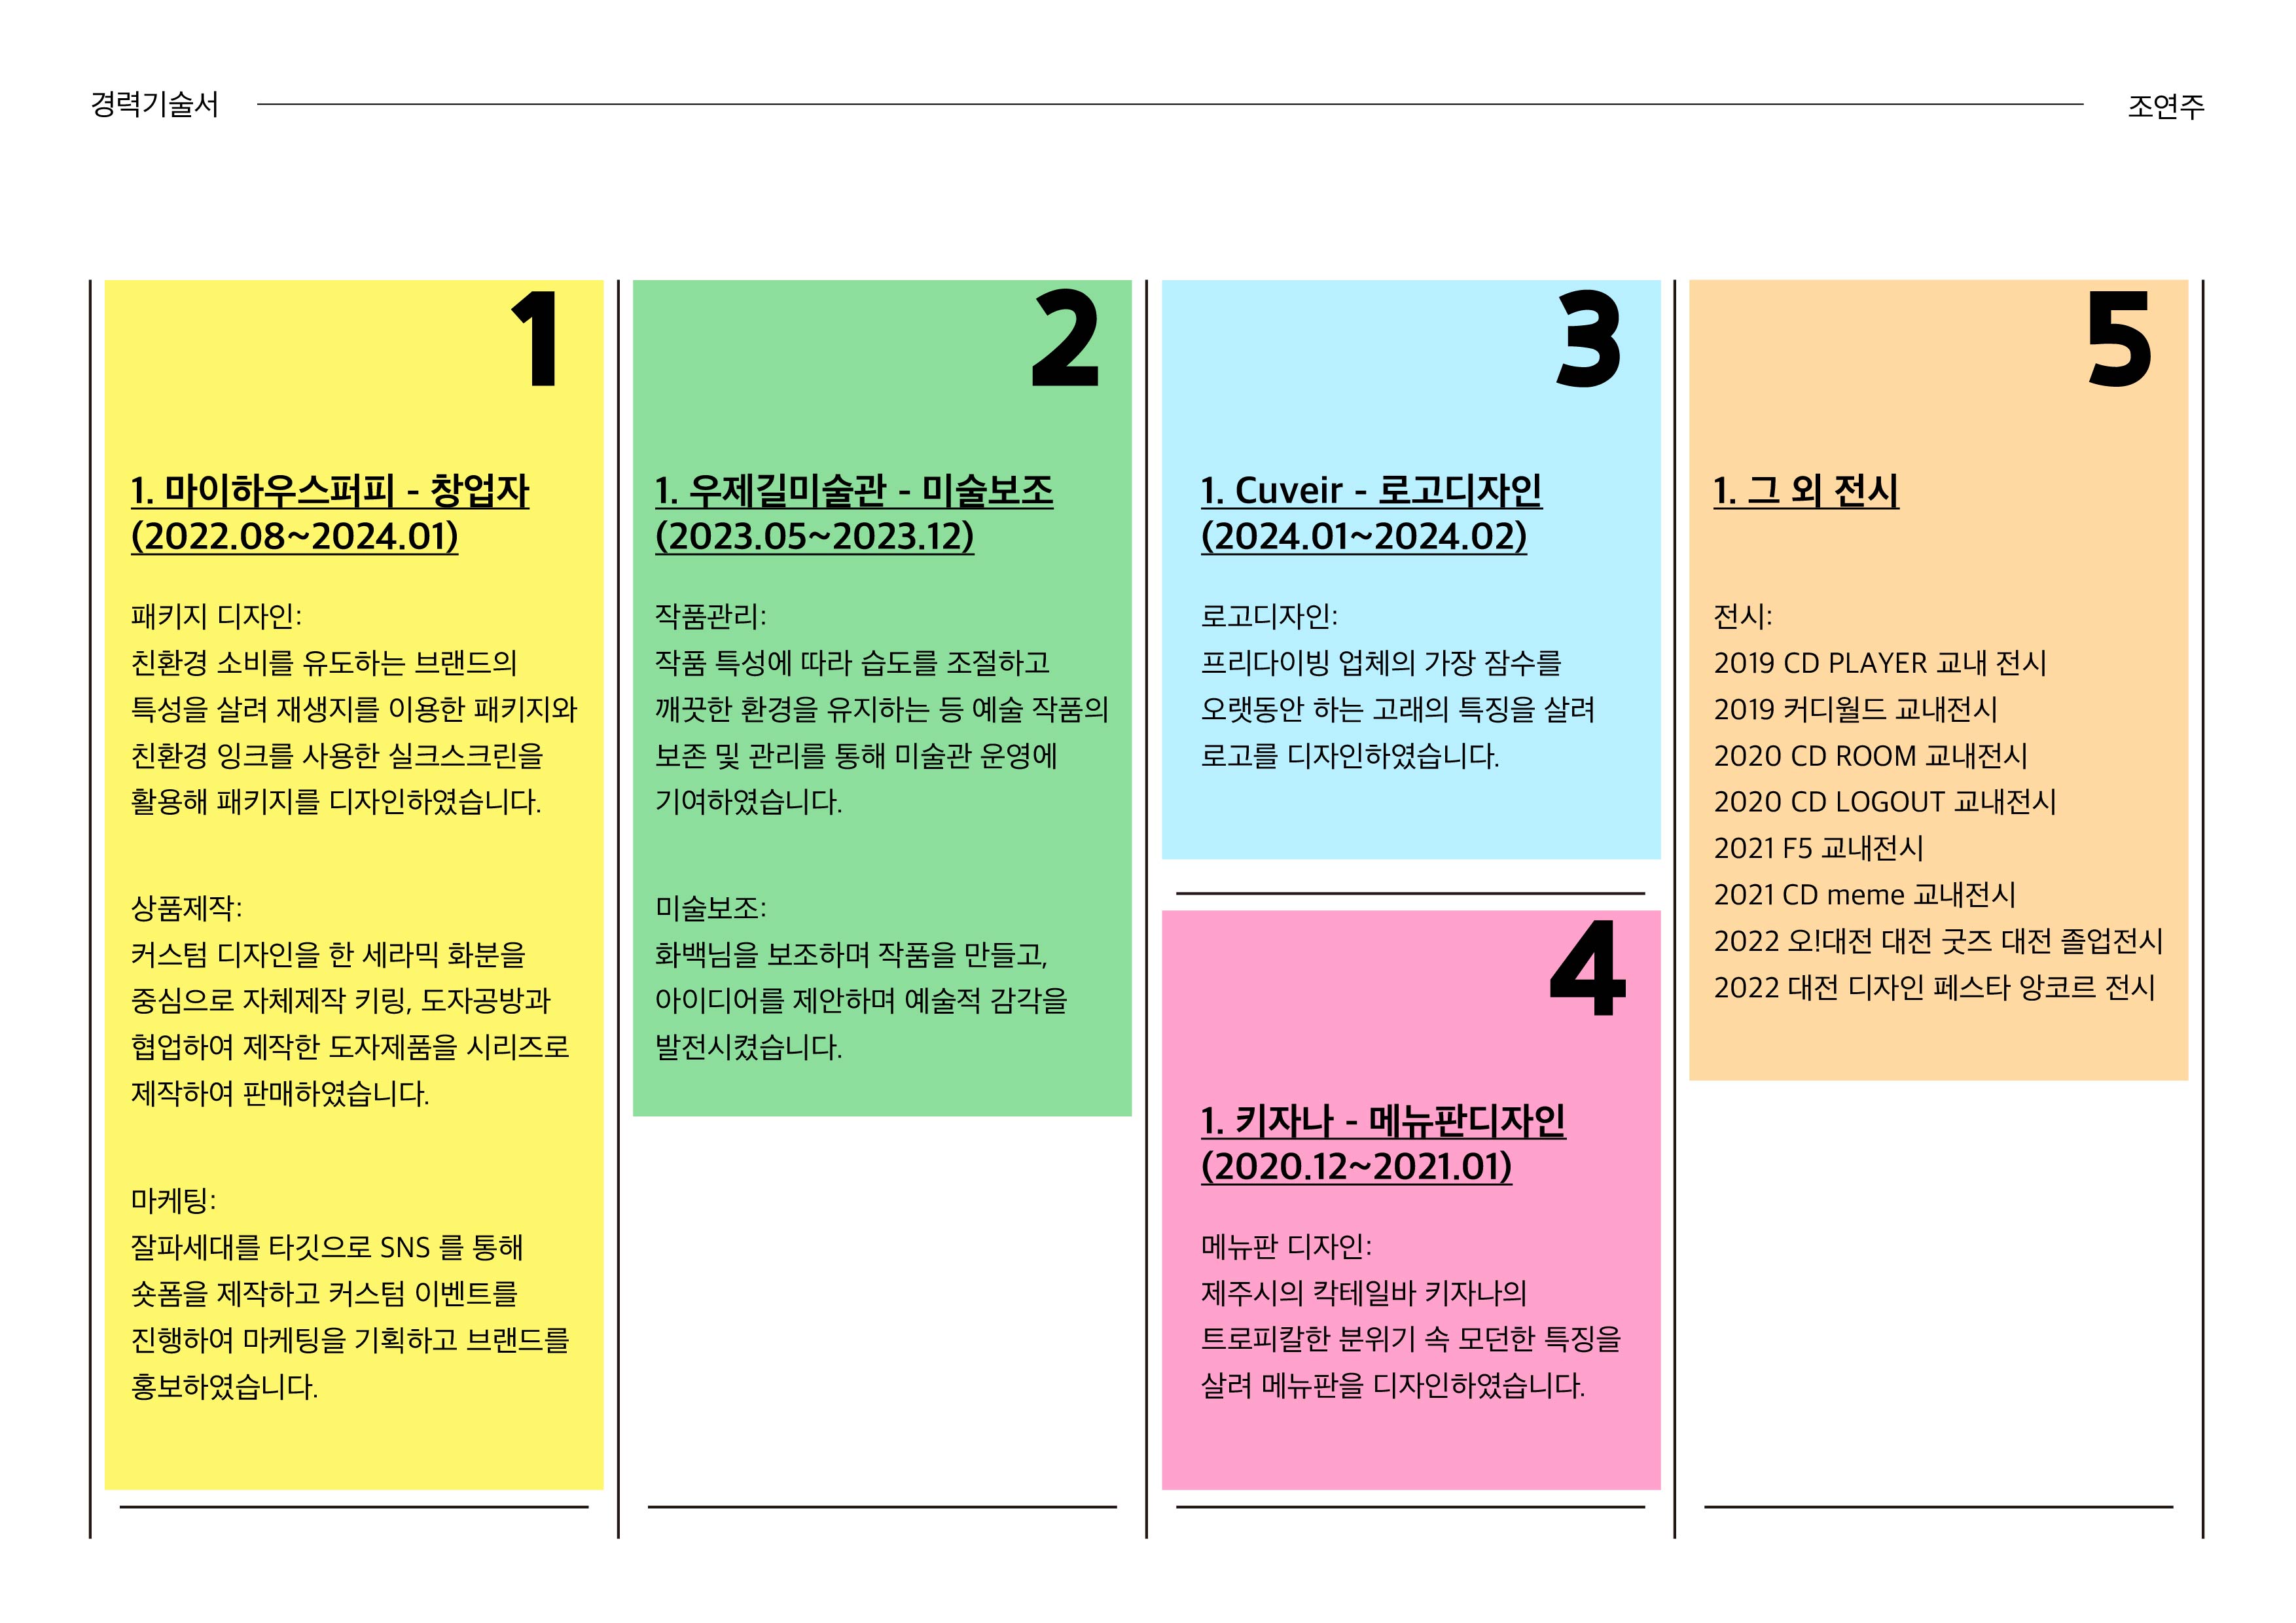 경력기술서
조연주
1
1. 마이하우스퍼피 - 창업자
(2022.08~2024.01)
패키지 디자인:
친환경 소비를 유도하는 브랜드의
특성을 살려 재생지를 이용한 패키지와
친환경 잉크를 사용한 실크스크린을
활용해 패키지를 디자인하였습니다.
상품제작:
커스텀 디자인을 한 세라믹 화분을
중심으로 자체제작 키링, 도자공방과
협업하여 제작한 도자제품을 시리즈로
제작하여 판매하였습니다.
마케팅:
잘파세대를 타깃으로 SNS 를 통해
숏폼을 제작하고 커스텀 이벤트를
진행하여 마케팅을 기획하고 브랜드를
홍보하였습니다.
2
1. 우제길미술관 - 미술보조
(2023.05~2023.12)
작품관리:
작품 특성에 따라 습도를 조절하고
깨끗한 환경을 유지하는 등 예술 작품의
보존 및 관리를 통해 미술관 운영에
기여하였습니다.
미술보조:
화백님을 보조하며 작품을 만들고,
아이디어를 제안하며 예술적 감각을
발전시켰습니다.
3
1. Cuveir - 로고디자인
(2024.01~2024.02)
로고디자인:
프리다이빙 업체의 가장 잠수를
오랫동안 하는 고래의 특징을 살려
로고를 디자인하였습니다.
4
1. 키자나 - 메뉴판디자인
(2020.12~2021.01)
메뉴판 디자인:
제주시의 칵테일바 키자나의
트로피칼한 분위기 속 모던한 특징을
살려 메뉴판을 디자인하였습니다.
5
1. 그 외 전시
전시:
2019 CD PLAYER 교내 전시
2019 커디월드 교내전시
2020 CD ROOM 교내전시
2020 CD LOGOUT 교내전시
2021 F5 교내전시
2021 CD meme 교내전시
2022 오!대전 대전 굿즈 대전 졸업전시
2022 대전 디자인 페스타 앙코르 전시